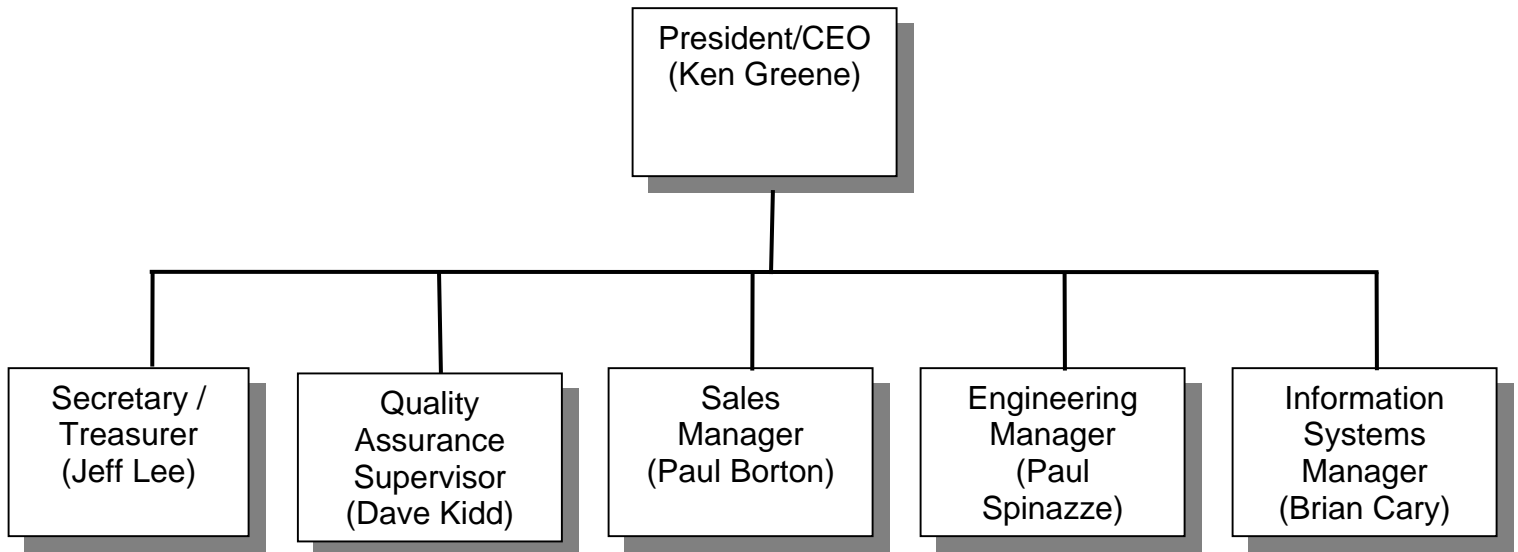 President/CEO
(Ken Greene)
Secretary /
Treasurer
(Jeff Lee)
Quality
Assurance
Supervisor
(Dave Kidd)
Sales
Manager
(Paul Borton)
Engineering
Manager
(Paul
Spinazze)
Information
Systems
Manager
(Brian Cary)